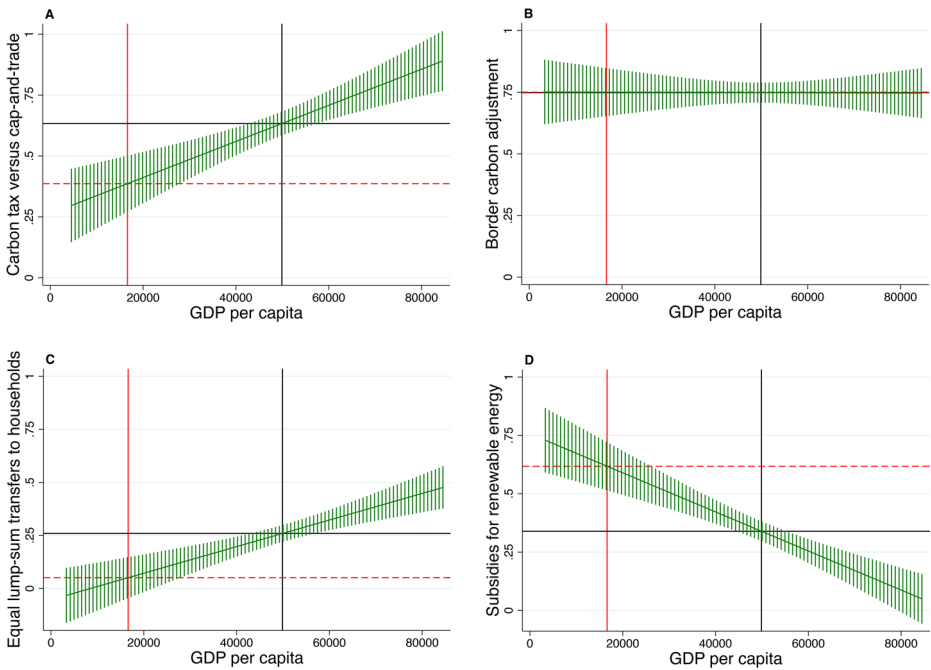 A
Carbon tax versus cap-and-trade
1
.75
.5
.25
0
0 20000 40000 60000 80000
GDP per capita
B
Border carbon adjustment
1
.75
.5
.25
0
0 20000 40000 60000 80000
GDP per capita
C
Equal lump-sum transfers to households
1
.75
.5
.25
0
0 20000 40000 60000 80000
GDP per capita
D
Subsidies for renewable energy
1
.75
.5
.25
0
0 20000 40000 60000 80000
GDP per capita